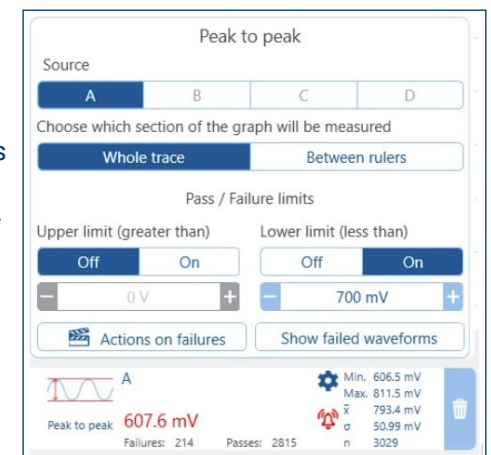 Peak to peak
Source
A B C D
Choose which section of the graph will be measured
Whole trace Between rulers
Pass / Failure limits
Upper limit (greater than) Lower limit (less than)
Off On Off On
− 0 V + − 700 mV +
Actions on failures Show failed waveforms
A Min. 606.5 mV
Max. 811.5 mV
Peak to peak 607.6 mV x̄ 793.4 mV
σ 50.99 mV
Failures: 214 Passes: 2815 n 3029